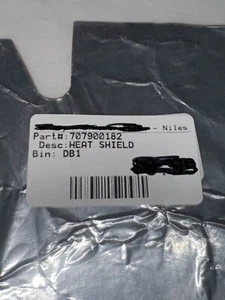 - Niles
Part#:707900182
Desc:HEAT SHIELD
Bin: DB1